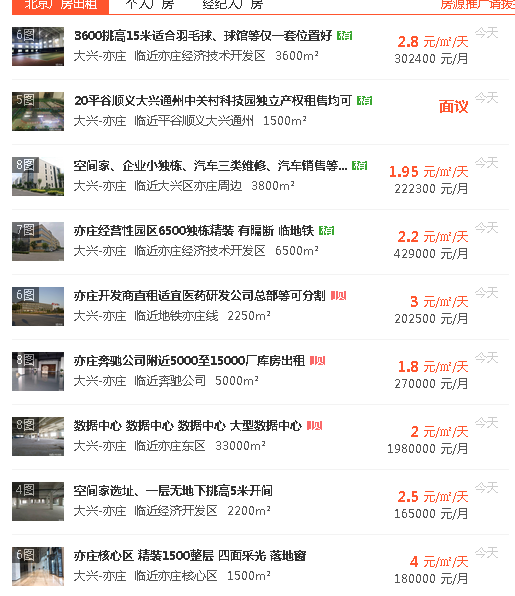 北京厂房出租 个人厂房 经纪人厂房 房源推广请拨
6图
3600挑高15米适合羽毛球、球馆等仅一套位置好 精
大兴-亦庄 临近亦庄经济技术开发区 3600m²
2.8 元/㎡/天
302400 元/月
今天
5图
20平谷顺义大兴通州中关村科技园独立产权租售均可 精
大兴-亦庄 临近平谷顺义大兴通州 1500m²
面议
今天
8图
空间家、企业小独栋、汽车三类维修、汽车销售等... 精
大兴-亦庄 临近大兴区亦庄周边 3800m²
1.95 元/㎡/天
222300 元/月
今天
7图
亦庄经营性园区6500独栋精装 有隔断 临地铁 精
大兴-亦庄 临近亦庄经济技术开发区 6500m²
2.2 元/㎡/天
429000 元/月
今天
6图
亦庄开发商直租适宜医药研发公司总部等可分割
大兴-亦庄 临近地铁亦庄线 2250m²
3 元/㎡/天
202500 元/月
今天
8图
亦庄奔驰公司附近5000至15000厂库房出租
大兴-亦庄 临近奔驰公司 5000m²
1.8 元/㎡/天
270000 元/月
今天
8图
数据中心 数据中心 数据中心 大型数据中心
大兴-亦庄 临近亦庄东区 33000m²
2 元/㎡/天
1980000 元/月
今天
4图
空间家选址、一层无地下挑高5米开间
大兴-亦庄 临近经济开发区 2200m²
2.5 元/㎡/天
165000 元/月
今天
6图
亦庄核心区 精装1500整层 四面采光 落地窗
大兴-亦庄 临近亦庄核心区 1500m²
4 元/㎡/天
180000 元/月
今天